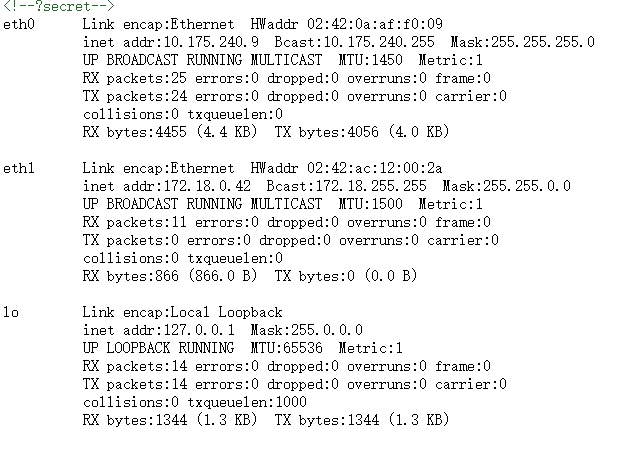 <!--?secret-->
eth0      Link encap:Ethernet  HWaddr 02:42:0a:af:f0:09
          inet addr:10.175.240.9  Bcast:10.175.240.255  Mask:255.255.255.0
          UP BROADCAST RUNNING MULTICAST  MTU:1450  Metric:1
          RX packets:25 errors:0 dropped:0 overruns:0 frame:0
          TX packets:24 errors:0 dropped:0 overruns:0 carrier:0
          collisions:0 txqueuelen:0
          RX bytes:4455 (4.4 KB)  TX bytes:4056 (4.0 KB)

eth1      Link encap:Ethernet  HWaddr 02:42:ac:12:00:2a
          inet addr:172.18.0.42  Bcast:172.18.255.255  Mask:255.255.0.0
          UP BROADCAST RUNNING MULTICAST  MTU:1500  Metric:1
          RX packets:11 errors:0 dropped:0 overruns:0 frame:0
          TX packets:0 errors:0 dropped:0 overruns:0 carrier:0
          collisions:0 txqueuelen:0
          RX bytes:866 (866.0 B)  TX bytes:0 (0.0 B)

lo        Link encap:Local Loopback
          inet addr:127.0.0.1  Mask:255.0.0.0
          UP LOOPBACK RUNNING  MTU:65536  Metric:1
          RX packets:14 errors:0 dropped:0 overruns:0 frame:0
          TX packets:14 errors:0 dropped:0 overruns:0 carrier:0
          collisions:0 txqueuelen:1000
          RX bytes:1344 (1.3 KB)  TX bytes:1344 (1.3 KB)